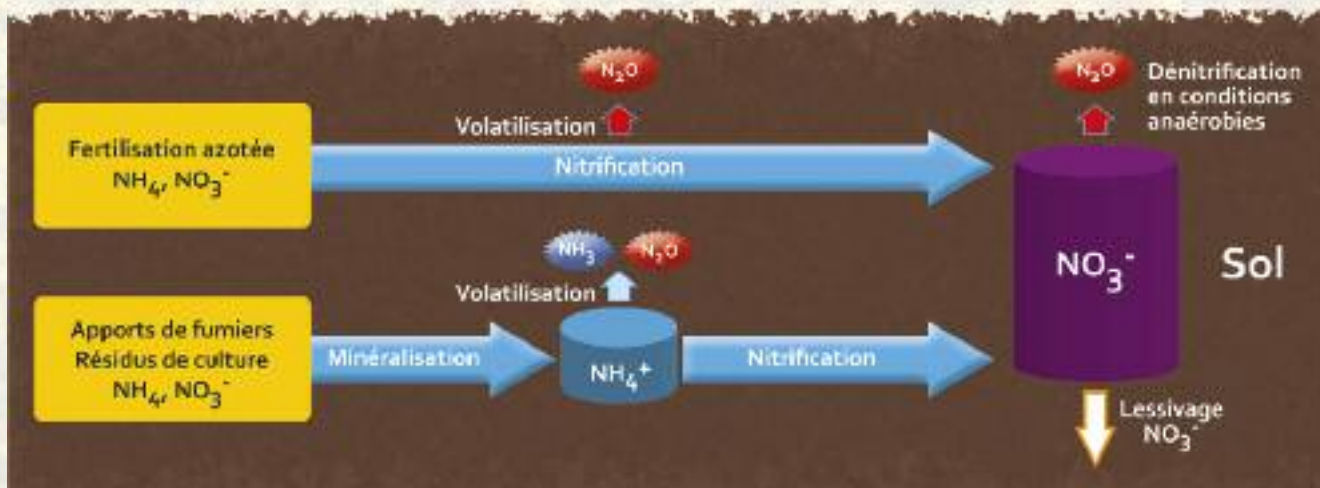 N₂O
Volatilisation
Fertilisation azotée
NH₄, NO₃⁻
Nitrification
N₂O
Dénitrification
en conditions
anaérobies
NH₃
N₂O
Volatilisation
Apports de fumiers
Résidus de culture
NH₄, NO₃⁻
Minéralisation
NH₄⁺
Nitrification
NO₃⁻
Sol
Lessivage
NO₃⁻